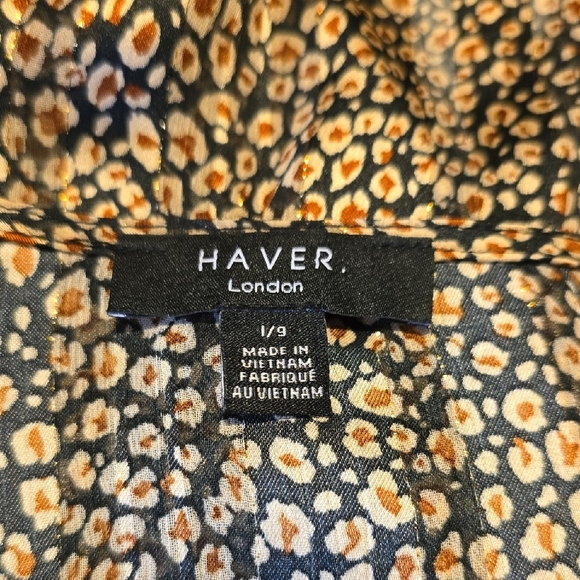 HAVER.
London
1/9
MADE IN
VIETNAM
FABRIQUÉ
AU VIETNAM